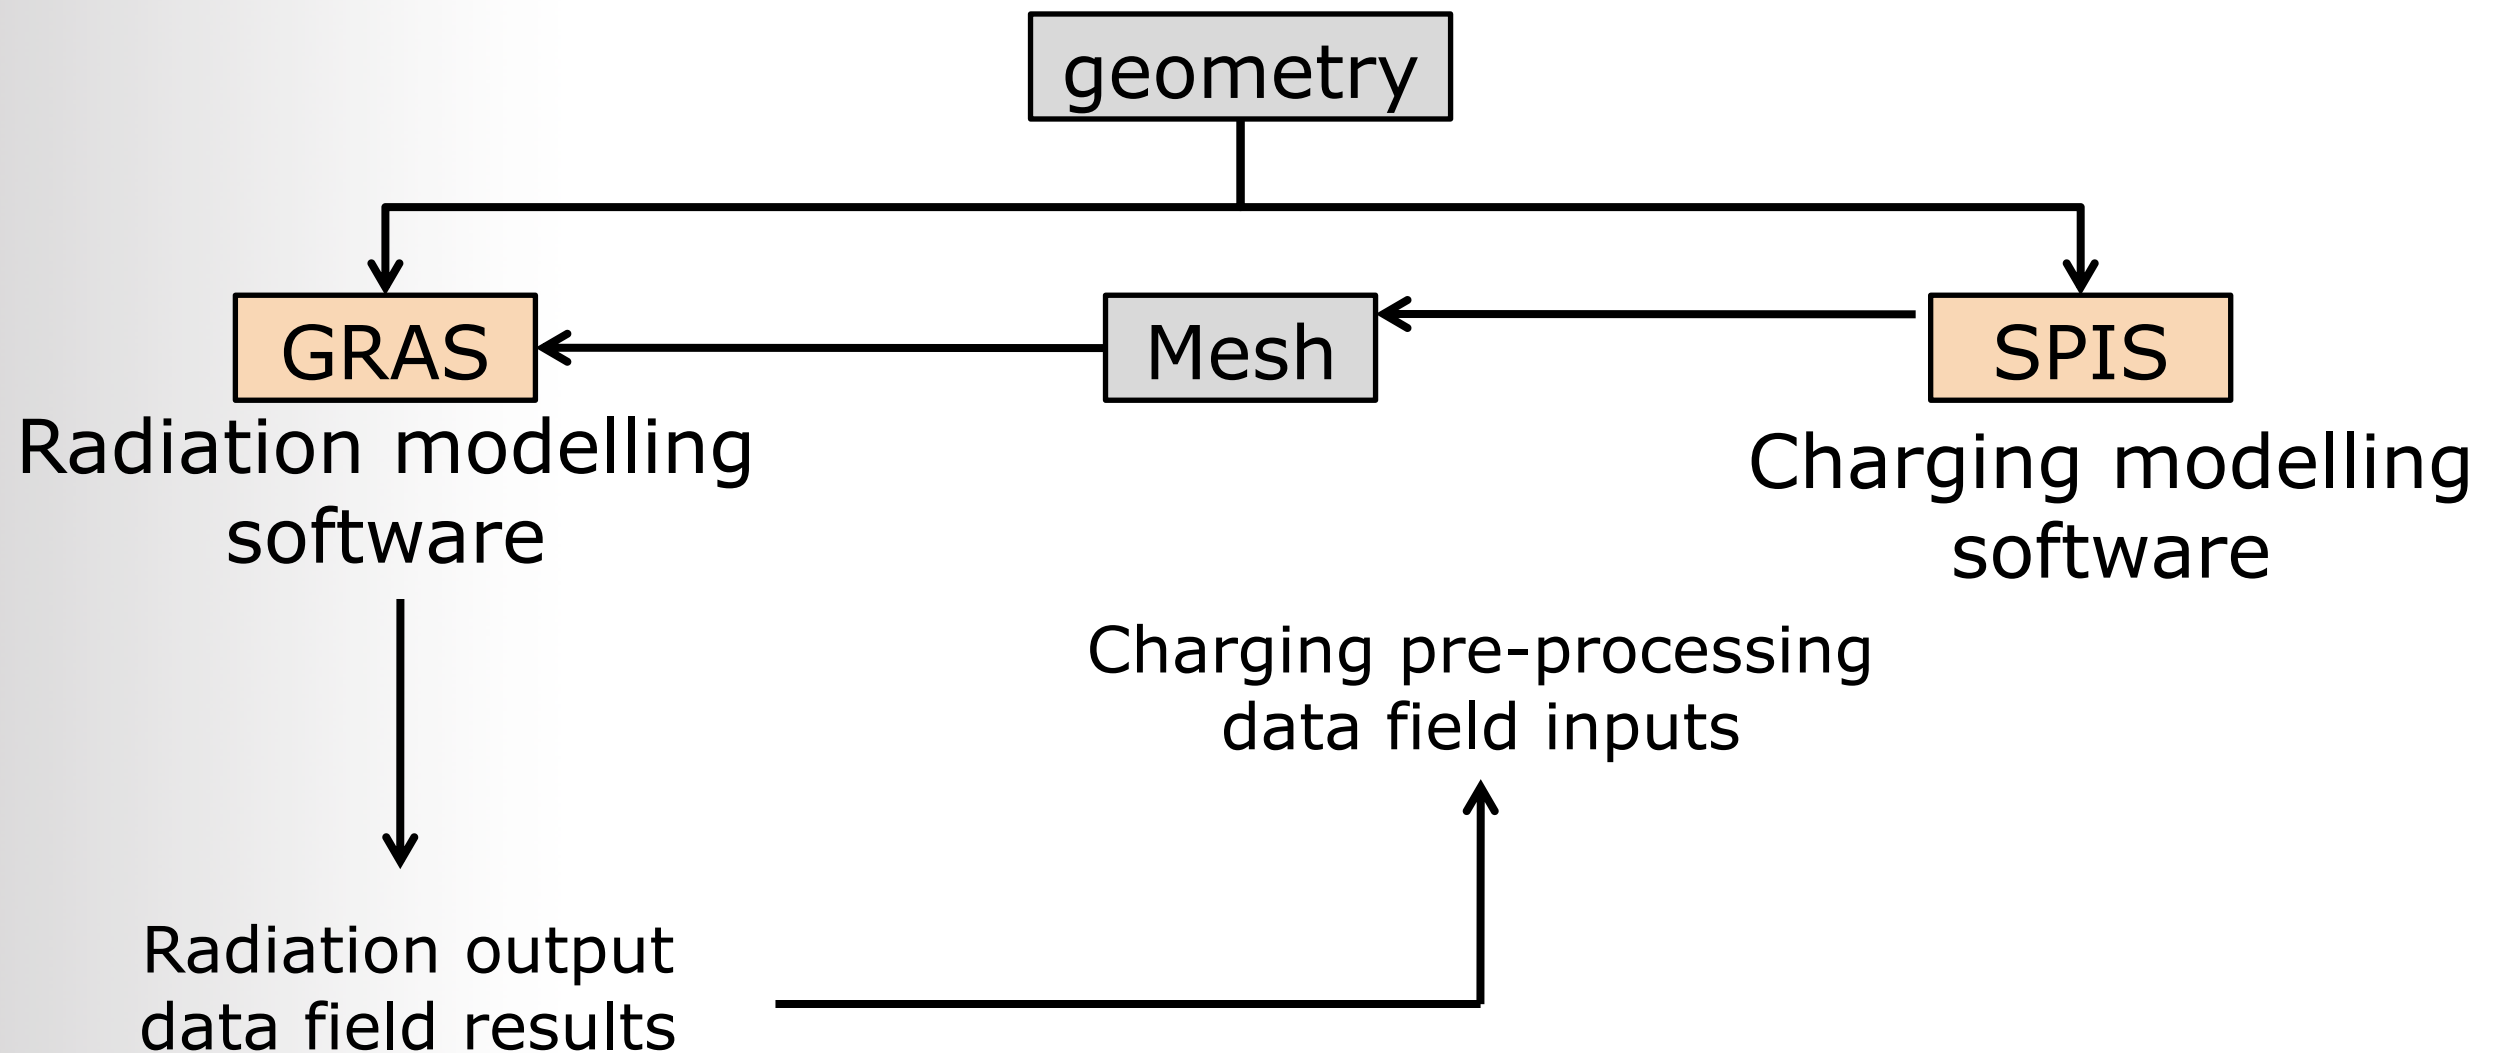 geometry
GRAS
Mesh
SPIS
Radiation modelling
software
Charging modelling
software
Charging pre-processing
data field inputs
Radiation output
data field results